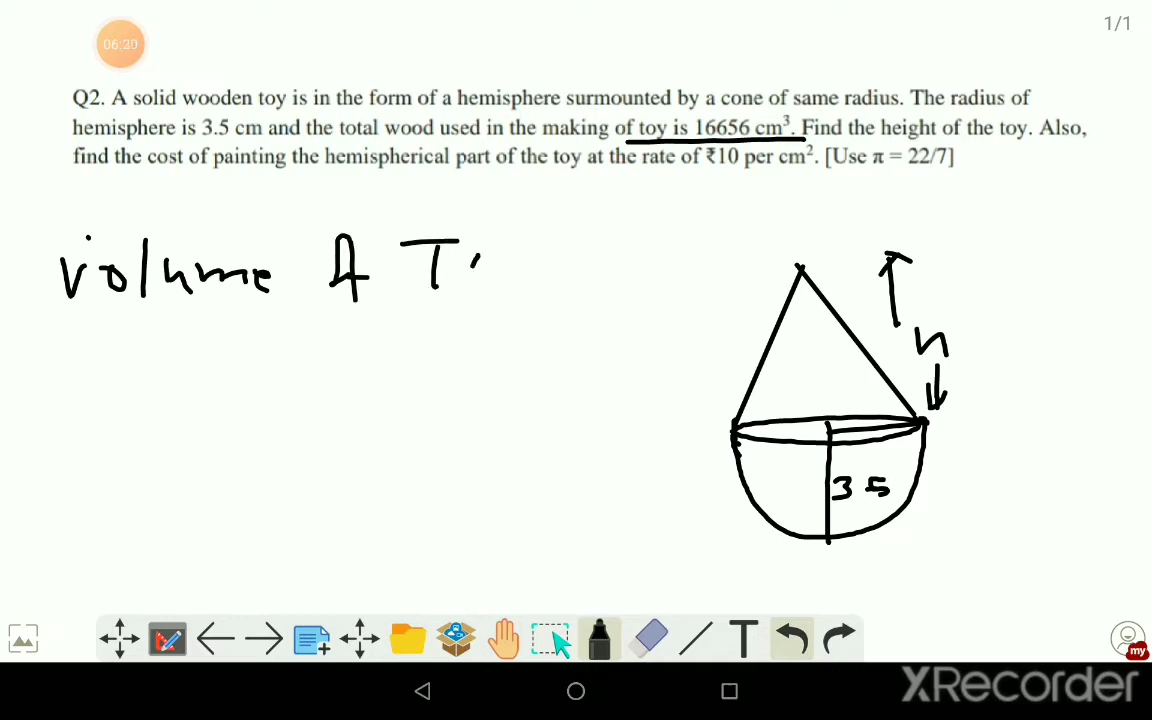 1/1
06:20
Q2. A solid wooden toy is in the form of a hemisphere surmounted by a cone of same radius. The radius of
hemisphere is 3.5 cm and the total wood used in the making of toy is 16656 cm³. Find the height of the toy. Also,
find the cost of painting the hemispherical part of the toy at the rate of ₹10 per cm². [Use π = 22/7]
volume of T
h
3 5
T
my
XRecorder